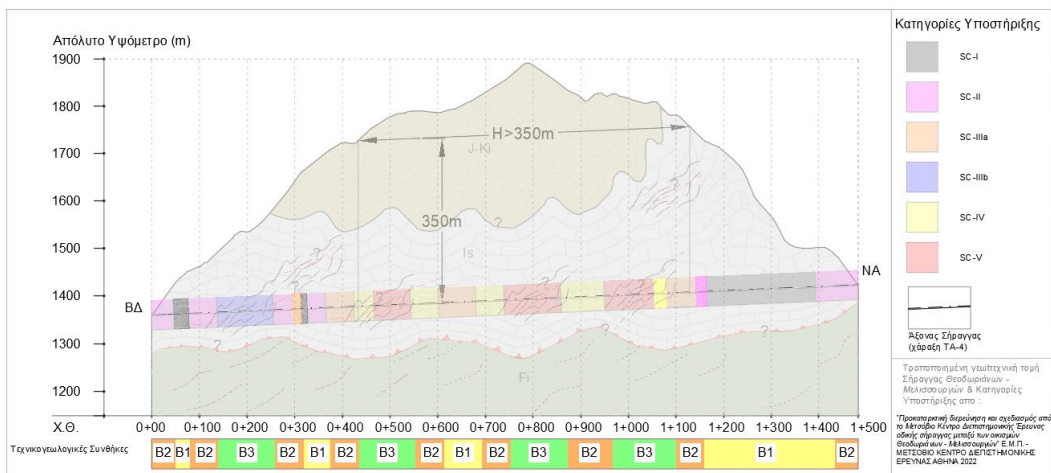 Απόλυτο Υψόμετρο (m)
1900
1800
1700
1600
1500
1400
1300
1200
H>350m
J-Ki
350m
?
ls
?
?
?
?
?
ΒΔ
ΝΑ
Fi
Χ.Θ.
0+000
0+100
0+200
0+300
0+400
0+500
0+600
0+700
0+800
0+900
1+000
1+100
1+200
1+300
1+400
1+500
Τεχνικογεωλογικές Συνθήκες
B2 B1 B2 B3 B2 B1 B2 B3 B2 B1 B2 B3 B2 B3 B2 B1 B2
Κατηγορίες Υποστήριξης
SC-I
SC-II
SC-IIIa
SC-IIIb
SC-IV
SC-V
Άξονας Σήραγγας
(χάραξη ΤΑ-4)
Τροποποιημένη γεωτεχνική τομή
Σήραγγας Θεοδωριάνων -
Μελισσουργών & Κατηγορίες
Υποστήριξης απο :
"Προκαταρτική διερεύνηση και σχεδιασμός από
το Μετσόβιο Κέντρο Διεπιστημονικής Έρευνας
οδικής σήραγγας μεταξύ των οικισμών
Θεοδωριάνων - Μελισσουργών" Ε.Μ.Π. -
ΜΕΤΣΟΒΙΟ ΚΕΝΤΡΟ ΔΙΕΠΙΣΤΗΜΟΝΙΚΗΣ
ΕΡΕΥΝΑΣ ΑΘΗΝΑ 2022